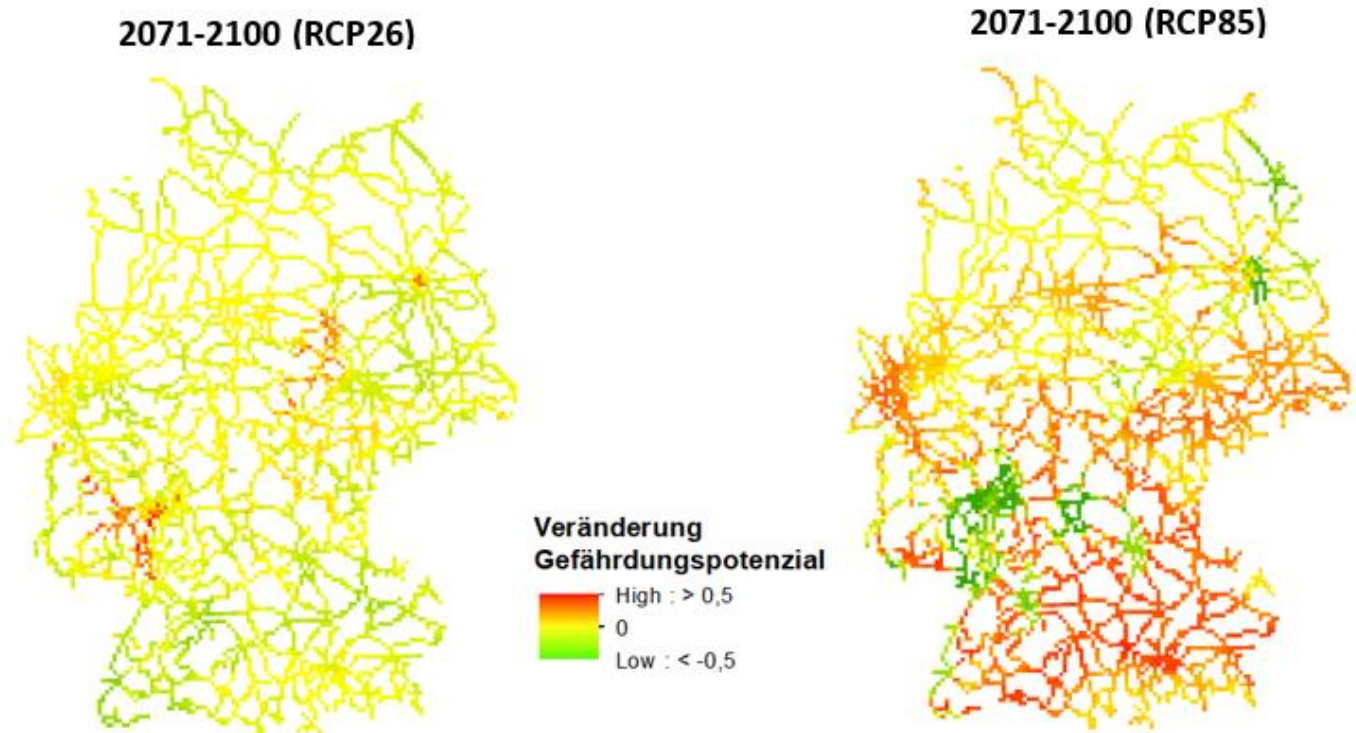 2071-2100 (RCP26)
2071-2100 (RCP85)
Veränderung
Gefährdungspotenzial
High : > 0,5
0
Low : < -0,5